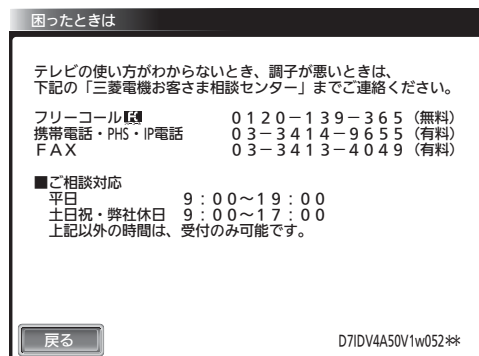 困ったときは
テレビの使い方がわからないとき、調子が悪いときは、
下記の「三菱電機お客さま相談センター」までご連絡ください。
フリーコール ０１２０－１３９－３６５（無料）
携帯電話・PHS・IP電話 ０３－３４１４－９６５５（有料）
ＦＡＸ ０３－３４１３－４０４９（有料）
■ご相談対応
平日 ９：００～１９：００
土日祝・弊社休日 ９：００～１７：００
上記以外の時間は、受付のみ可能です。
戻る
D7IDV4A50V1w052**